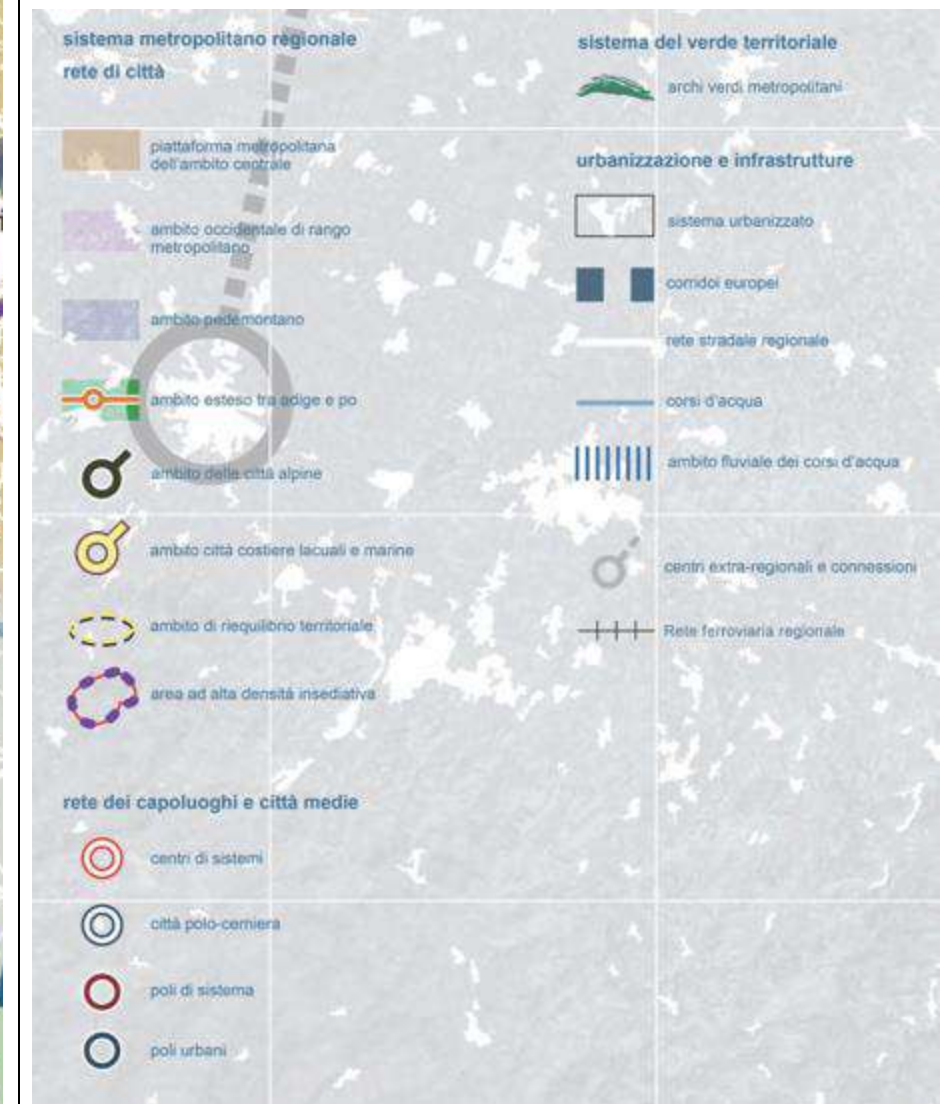 sistema metropolitano regionale
rete di città
piattaforma metropolitana
dell'ambito centrale
ambito occidentale di rango
metropolitano
ambito pedemontano
ambito esteso tra adige e po
ambito delle città alpine
ambito città costiere lacuali e marine
ambito di riequilibrio territoriale
area ad alta densità insediativa
rete dei capoluoghi e città medie
centri di sistemi
città polo-cerniera
poli di sistema
poli urbani
sistema del verde territoriale
archi verdi metropolitani
urbanizzazione e infrastrutture
sistema urbanizzato
corridoi europei
rete stradale regionale
corsi d'acqua
ambito fluviale dei corsi d'acqua
centri extra-regionali e connessioni
Rete ferroviaria regionale